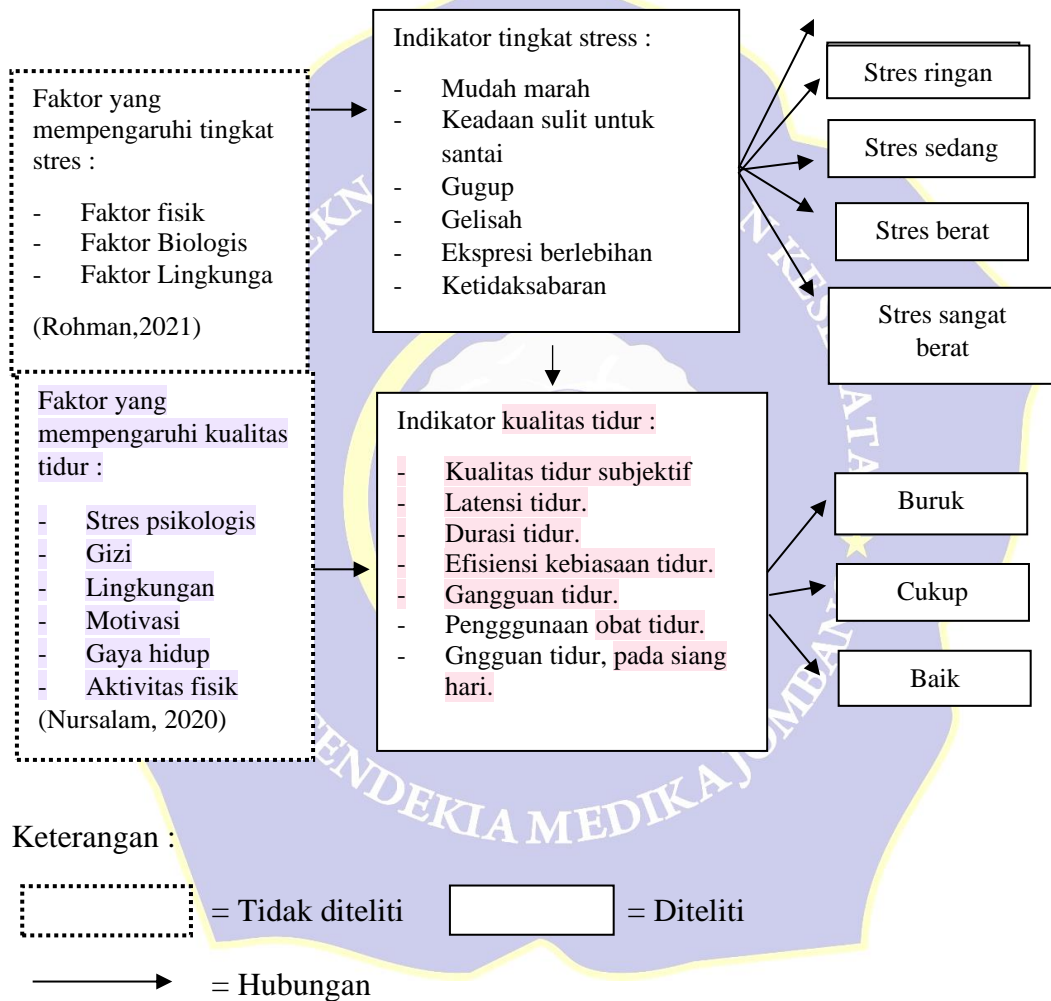 Indikator tingkat stress :
- Mudah marah
- Keadaan sulit untuk
santai
- Gugup
- Gelisah
- Ekspresi berlebihan
- Ketidaksabaran
Faktor yang
mempengaruhi tingkat
stres :
- Faktor fisik
- Faktor Biologis
- Faktor Lingkunga
(Rohman,2021)
Stres ringan
Stres sedang
Stres berat
Stres sangat
berat
Faktor yang
mempengaruhi kualitas
tidur :
- Stres psikologis
- Gizi
- Lingkungan
- Motivasi
- Gaya hidup
- Aktivitas fisik
(Nursalam, 2020)
Indikator kualitas tidur :
- Kualitas tidur subjektif
- Latensi tidur.
- Durasi tidur.
- Efisiensi kebiasaan tidur.
- Gangguan tidur.
- Pengggunaan obat tidur.
- Gngguan tidur, pada siang
hari.
Buruk
Cukup
Baik
ENDEKIA MEDIKA JOMBAN
Keterangan :
= Tidak diteliti
= Diteliti
= Hubungan